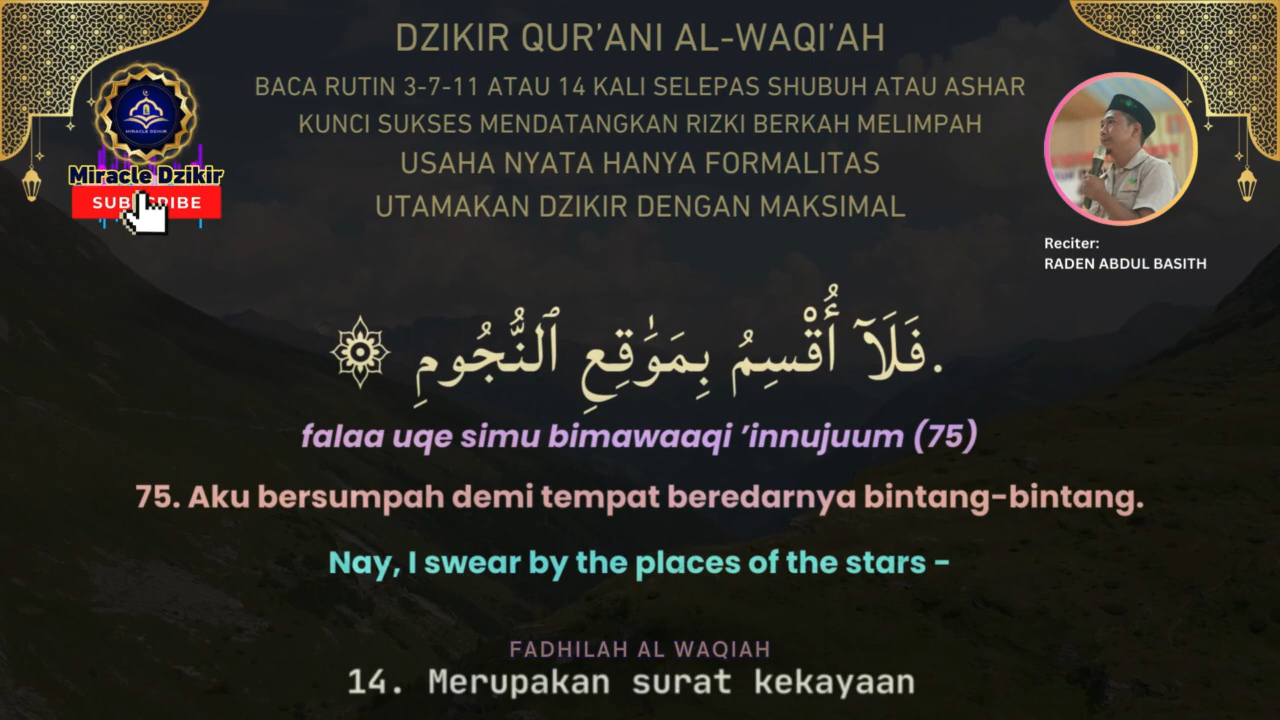 DZIKIR QUR'ANI AL-WAQI'AH
BACA RUTIN 3-7-11 ATAU 14 KALI SELEPAS SHUBUH ATAU ASHAR
KUNCI SUKSES MENDATANGKAN RIZKI BERKAH MELIMPAH
USAHA NYATA HANYA FORMALITAS
UTAMAKAN DZIKIR DENGAN MAKSIMAL
MIRACLE DZIKIR
Miracle Dzikir
SUBSCRIBE
Reciter:
RADEN ABDUL BASITH
فَلَآ أُقْسِمُ بِمَوَٰقِعِ ٱلنُّجُومِ.
falaa uqe simu bimawaaqi ’innujuum (75)
75. Aku bersumpah demi tempat beredarnya bintang-bintang.
Nay, I swear by the places of the stars -
FADHILAH AL WAQIAH
14. Merupakan surat kekayaan